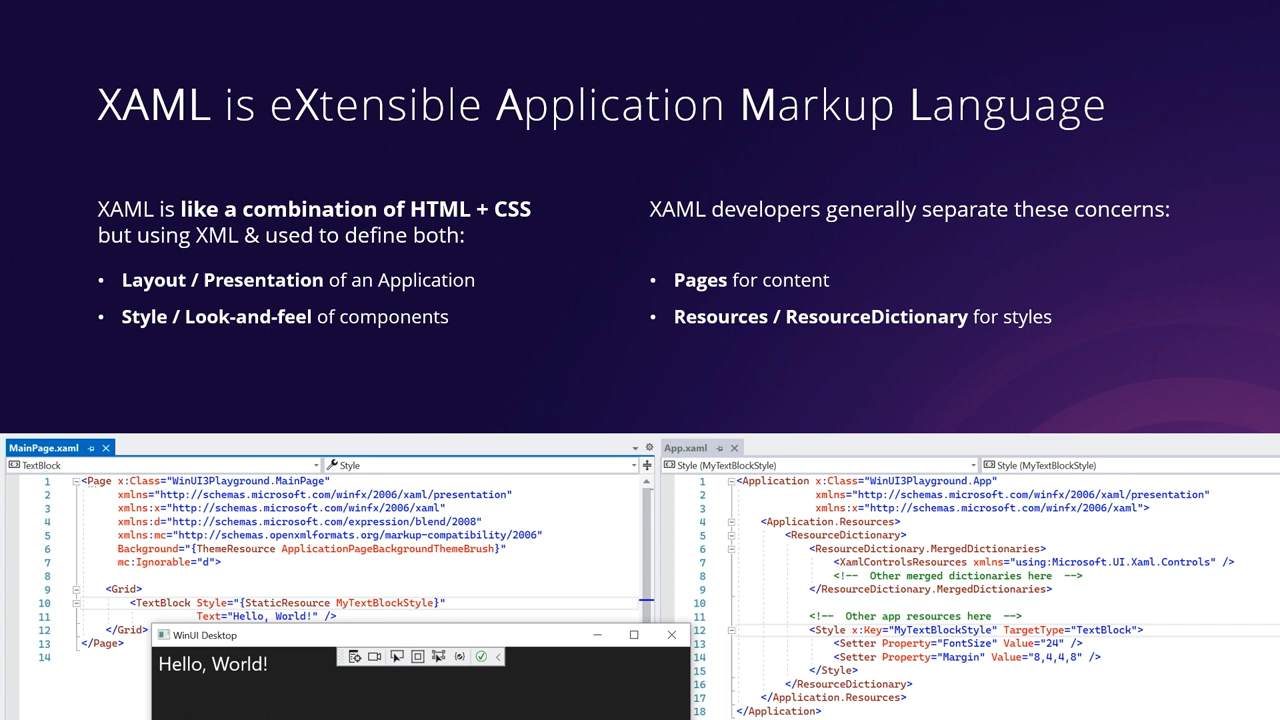 XAML is eXtensible Application Markup Language
XAML is like a combination of HTML + CSS
but using XML & used to define both:
• Layout / Presentation of an Application
• Style / Look-and-feel of components
XAML developers generally separate these concerns:
• Pages for content
• Resources / ResourceDictionary for styles
MainPage.xaml
TextBlock
Style
1 <Page x:Class="WinUI3Playground.MainPage"
2 xmlns="http://schemas.microsoft.com/winfx/2006/xaml/presentation"
3 xmlns:x="http://schemas.microsoft.com/winfx/2006/xaml"
4 xmlns:d="http://schemas.microsoft.com/expression/blend/2008"
5 xmlns:mc="http://schemas.openxmlformats.org/markup-compatibility/2006"
6 Background="{ThemeResource ApplicationPageBackgroundThemeBrush}"
7 mc:Ignorable="d">
8
9 <Grid>
10 <TextBlock Style="{StaticResource MyTextBlockStyle}"
11 Text="Hello, World!" />
12 </Grid>
13 </Page>
14
WinUI Desktop
Hello, World!
App.xaml
Style (MyTextBlockStyle)
Style (MyTextBlockStyle)
1 <Application x:Class="WinUI3Playground.App"
2 xmlns="http://schemas.microsoft.com/winfx/2006/xaml/presentation"
3 xmlns:x="http://schemas.microsoft.com/winfx/2006/xaml">
4 <Application.Resources>
5 <ResourceDictionary>
6 <ResourceDictionary.MergedDictionaries>
7 <XamlControlsResources xmlns="using:Microsoft.UI.Xaml.Controls" />
8 <!-- Other merged dictionaries here -->
9 </ResourceDictionary.MergedDictionaries>
10
11 <!-- Other app resources here -->
12 <Style x:Key="MyTextBlockStyle" TargetType="TextBlock">
13 <Setter Property="FontSize" Value="24" />
14 <Setter Property="Margin" Value="8,4,4,8" />
15 </Style>
16 </ResourceDictionary>
17 </Application.Resources>
18 </Application>